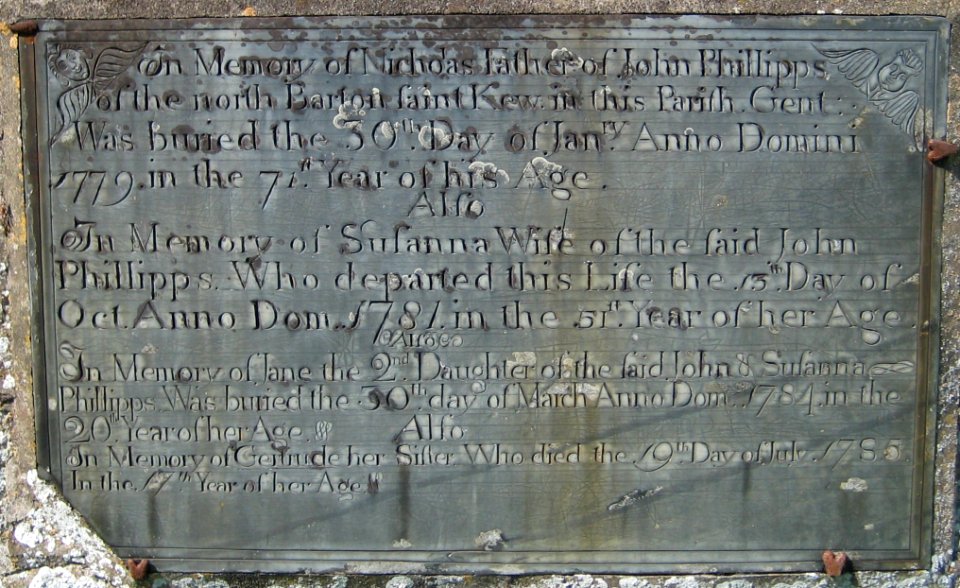 In Memory of Nicholas Father of John Phillipps
of the north Barton ſaint Kew in this Pariſh Gent:
Was buried the 30th. Day of Janry. Anno Domini
1779. in the 71st. Year of his Age.
Alſo
In Memory of Suſanna Wife of the ſaid John
Phillipps. Who departed this Life the 13th Day of
Oct. Anno Dom. 1781. in the 51st. Year of her Age.
Alſoe
In Memory of Jane the 2nd. Daughter of the ſaid John & Suſanna
Phillipps. Was buried the 30th day of March Anno Dom. 1784. in the
20th. Year of her Age.
Alſo
In Memory of Gertrude her Siſter. Who died the 19th Day of July. 1785.
In the 17th Year of her Age.